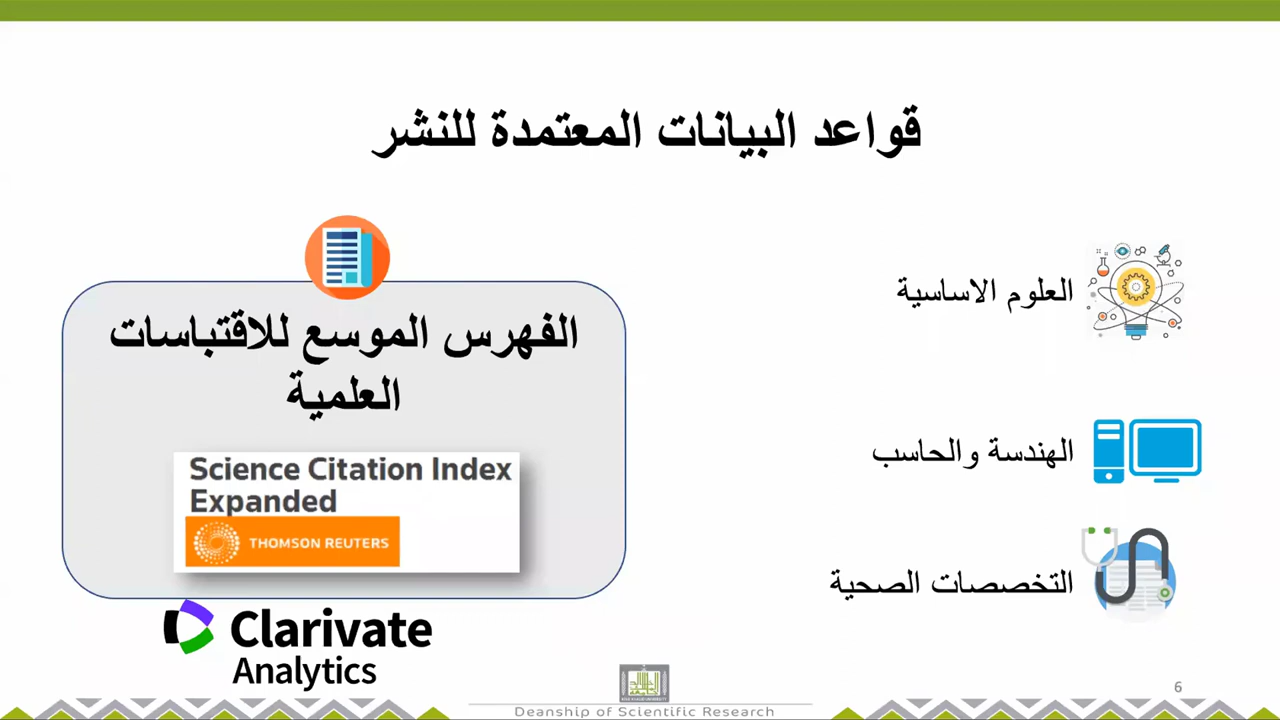 قواعد البيانات المعتمدة للنشر
العلوم الاساسية
الهندسة والحاسب
التخصصات الصحية
الفهرس الموسع للاقتباسات
العلمية
Science Citation Index
Expanded
THOMSON REUTERS
Clarivate
Analytics
Deanship of Scientific Research
6